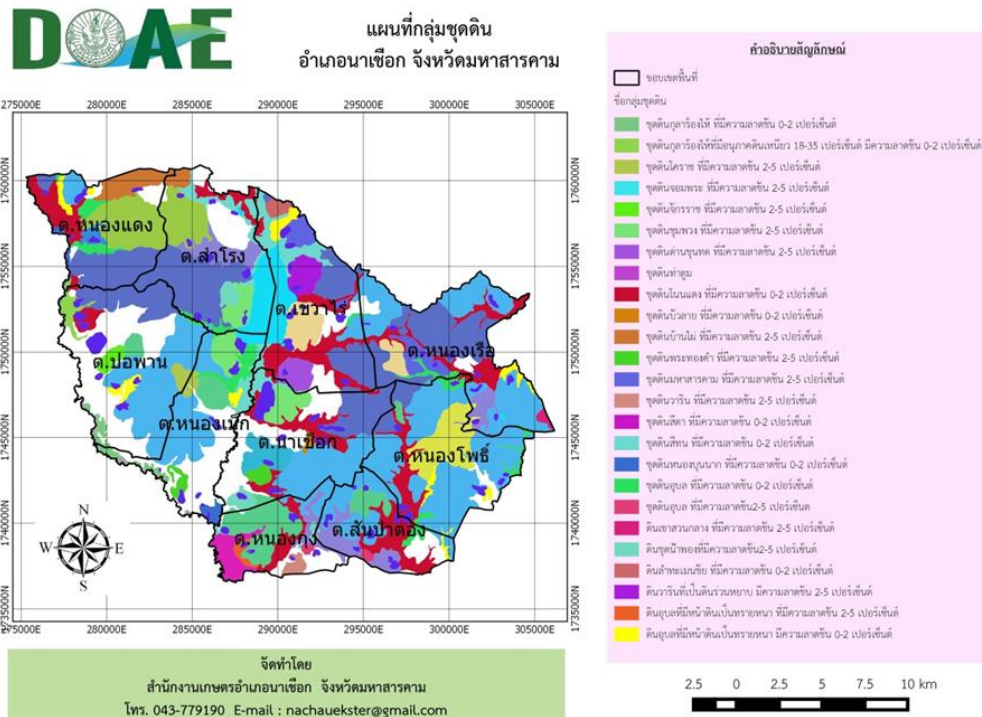 DOAE
แผนที่กลุ่มชุดดิน
อำเภอนาเชือก จังหวัดมหาสารคาม
275000E 280000E 285000E 290000E 295000E 300000E 305000E
1760000N 1760000N
1755000N 1755000N
1750000N 1750000N
1745000N 1745000N
1740000N 1740000N
1735000N 1735000N
ต.หนองแดง
ต.สำโรง
ต.เขวาไร่
ต.หนองเรือ
ต.ปอพาน
ต.หนองเม็ก
ต.นาเชือก
ต.หนองโพธิ์
ต.หนองกุง
ต.สันป่าตอง
N
W E
S
คำอธิบายสัญลักษณ์
ขอบเขตพื้นที่
ชื่อกลุ่มชุดดิน
ชุดดินกุลาร้องไห้ ที่มีความลาดชัน 0-2 เปอร์เซ็นต์
ชุดดินกุลาร้องไห้ที่มีอนุภาคดินเหนียว 18-35 เปอร์เซ็นต์ มีความลาดชัน 0-2 เปอร์เซ็นต์
ชุดดินโคราช ที่มีความลาดชัน 2-5 เปอร์เซ็นต์
ชุดดินจอมพระ ที่มีความลาดชัน 2-5 เปอร์เซ็นต์
ชุดดินจักรราช ที่มีความลาดชัน 2-5 เปอร์เซ็นต์
ชุดดินชุมพวง ที่มีความลาดชัน 2-5 เปอร์เซ็นต์
ชุดดินด่านขุนทด ที่มีความลาดชัน 2-5 เปอร์เซ็นต์
ชุดดินท่าตูม
ชุดดินโนนแดง ที่มีความลาดชัน 0-2 เปอร์เซ็นต์
ชุดดินบัวลาย ที่มีความลาดชัน 0-2 เปอร์เซ็นต์
ชุดดินบ้านไผ่ ที่มีความลาดชัน 2-5 เปอร์เซ็นต์
ชุดดินพระทองคำ ที่มีความลาดชัน 2-5 เปอร์เซ็นต์
ชุดดินมหาสารคาม ที่มีความลาดชัน 2-5 เปอร์เซ็นต์
ชุดดินวาริน ที่มีความลาดชัน 2-5 เปอร์เซ็นต์
ชุดดินสีดา ที่มีความลาดชัน 0-2 เปอร์เซ็นต์
ชุดดินสีทน ที่มีความลาดชัน 0-2 เปอร์เซ็นต์
ชุดดินหนองบุนนาก ที่มีความลาดชัน 0-2 เปอร์เซ็นต์
ชุดดินอุบล ที่มีความลาดชัน 0-2 เปอร์เซ็นต์
ชุดดินอุบล ที่มีความลาดชัน2-5 เปอร์เซ็นต์
ดินเขาสวนกลาง ที่มีความลาดชัน 2-5 เปอร์เซ็นต์
ดินชุดน้ำพองที่มีความลาดชัน2-5 เปอร์เซ็นต์
ดินลำทะเมนชัย ที่มีความลาดชัน 0-2 เปอร์เซ็นต์
ดินวารินที่เป็นดินร่วนหยาบ มีความลาดชัน 2-5 เปอร์เซ็นต์
ดินอุบลที่มีหน้าดินเป็นทรายหนา ที่มีความลาดชัน 2-5 เปอร์เซ็นต์
ดินอุบลที่มีหน้าดินเป็นทรายหนา มีความลาดชัน 0-2 เปอร์เซ็นต์
จัดทำโดย
สำนักงานเกษตรอำเภอนาเชือก จังหวัดมหาสารคาม
โทร. 043-779190 E-mail : nachauekster@gmail.com
2.5 0 2.5 5 7.5 10 km